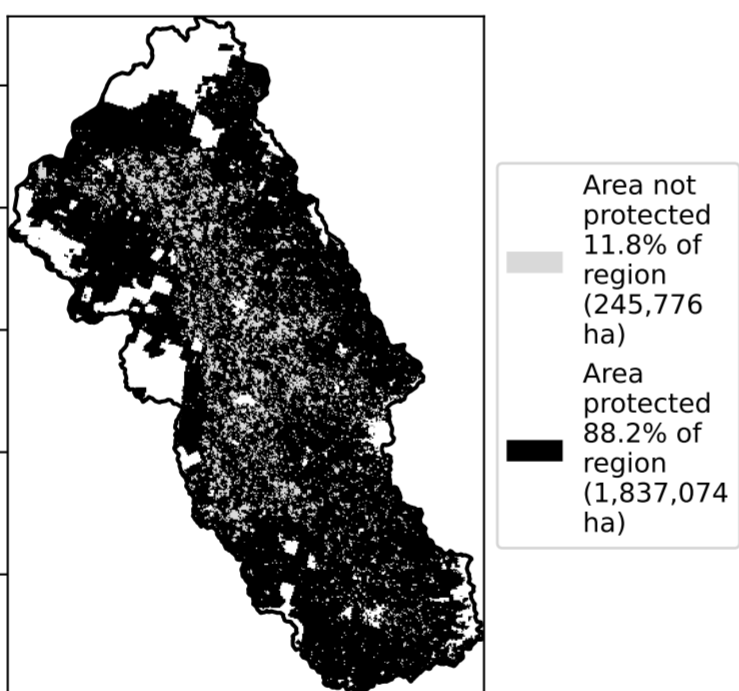 Area not
protected
11.8% of
region
(245,776
ha)
Area
protected
88.2% of
region
(1,837,074
ha)